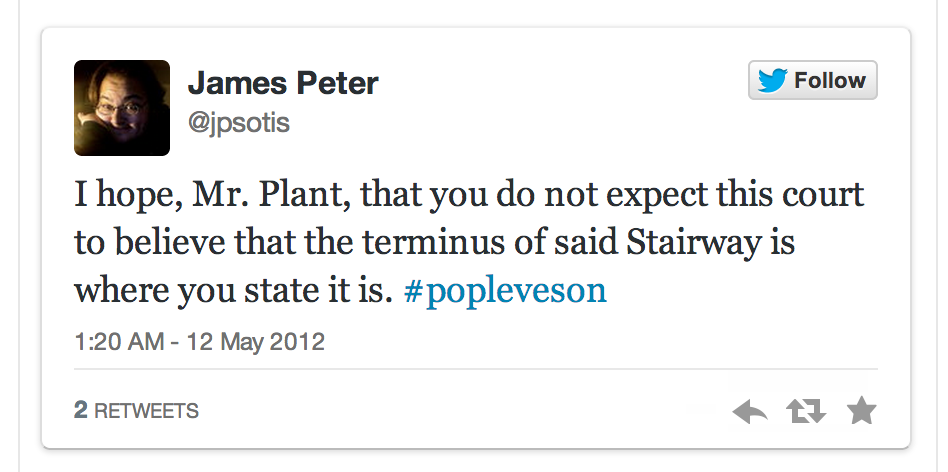 James Peter
Follow
@jpsotis
I hope, Mr. Plant, that you do not expect this court
to believe that the terminus of said Stairway is
where you state it is. #popleveson
1:20 AM - 12 May 2012
2 RETWEETS